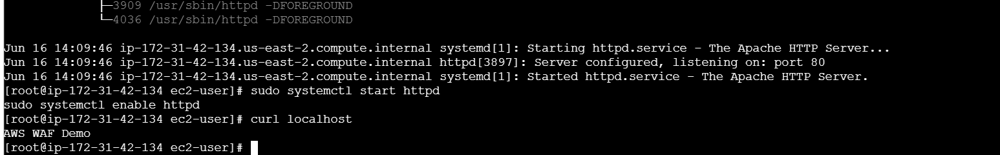 ├─3909 /usr/sbin/httpd -DFOREGROUND
└─4036 /usr/sbin/httpd -DFOREGROUND
Jun 16 14:09:46 ip-172-31-42-134.us-east-2.compute.internal systemd[1]: Starting httpd.service - The Apache HTTP Server...
Jun 16 14:09:46 ip-172-31-42-134.us-east-2.compute.internal httpd[3897]: Server configured, listening on: port 80
Jun 16 14:09:46 ip-172-31-42-134.us-east-2.compute.internal systemd[1]: Started httpd.service - The Apache HTTP Server.
[root@ip-172-31-42-134 ec2-user]# sudo systemctl start httpd
sudo systemctl enable httpd
[root@ip-172-31-42-134 ec2-user]# curl localhost
AWS WAF Demo
[root@ip-172-31-42-134 ec2-user]#